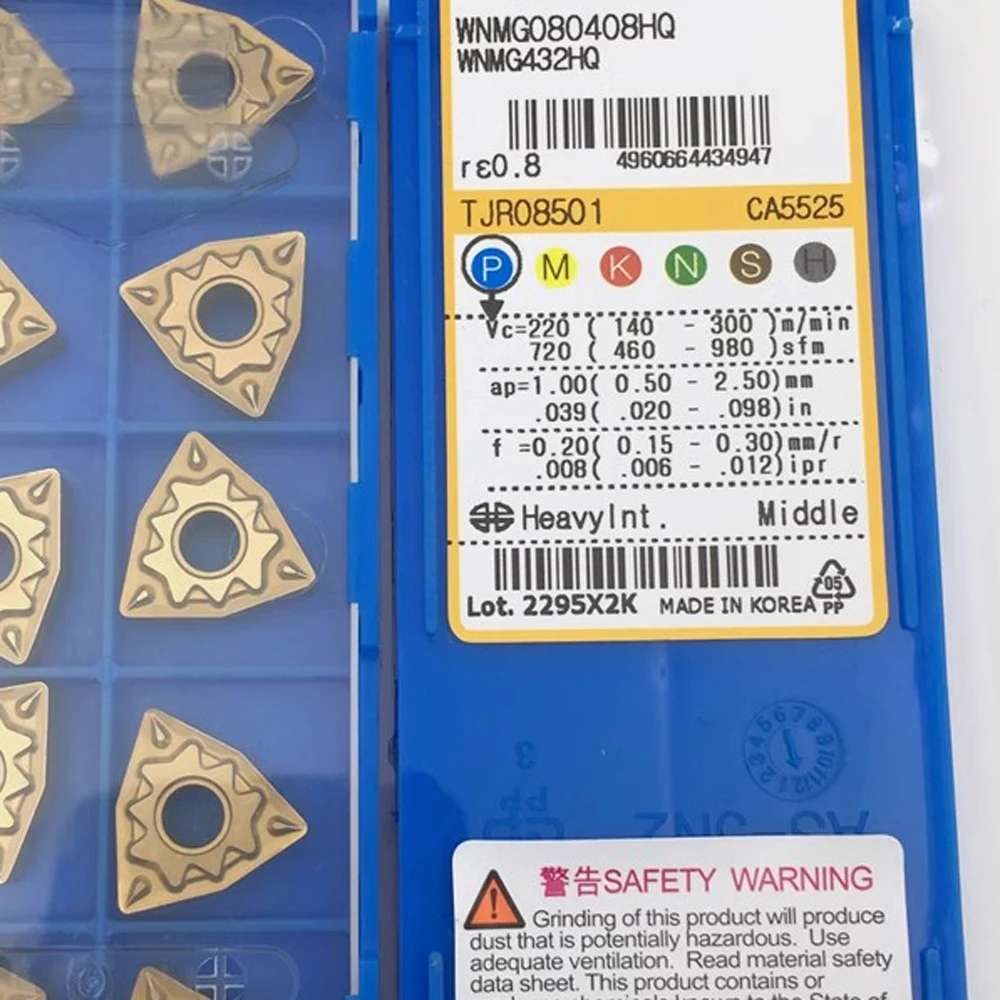 WNMG080408HQ
WNMG432HQ
rε0.8
4960664434947
TJR08501 CA5525
P M K N S H
Vc=220 ( 140 - 300 )m/min
720 ( 460 - 980 )sfm
ap=1.00( 0.50 - 2.50)mm
.039( .020 - .098)in
f =0.20( 0.15 - 0.30)mm/r
.008( .006 - .012)ipr
HeavyInt. Middle
Lot. 2295X2K MADE IN KOREA
05
PP
警告SAFETY WARNING
Grinding of this product will produce
dust that is potentially hazardous. Use
adequate ventilation. Read material safety
data sheet. This product contains or